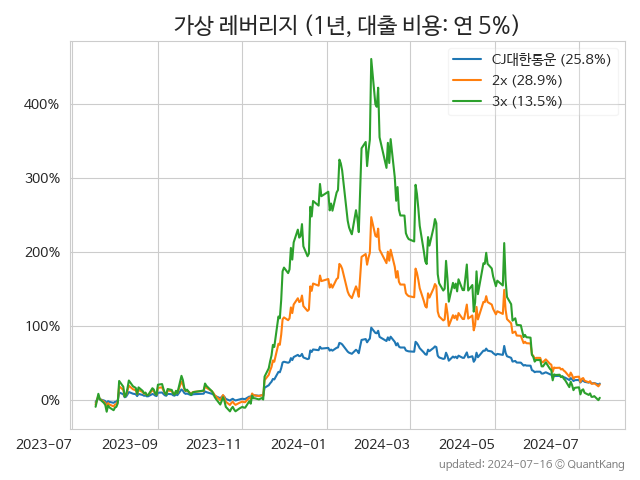 가상 레버리지 (1년, 대출 비용: 연 5%)
CJ대한통운 (25.8%)
2x (28.9%)
3x (13.5%)
400%
300%
200%
100%
0%
2023-07 2023-09 2023-11 2024-01 2024-03 2024-05 2024-07
updated: 2024-07-16 © QuantKang